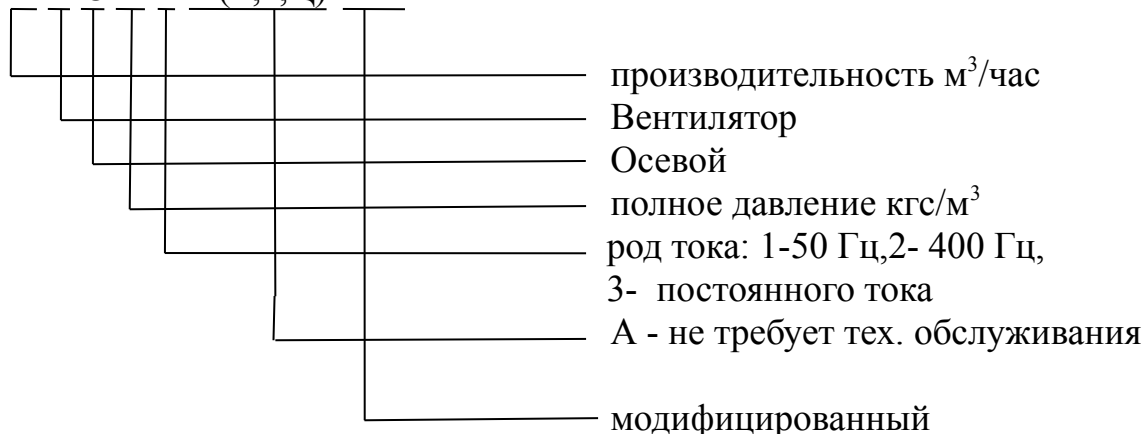 производительность м³/час
Вентилятор
Осевой
полное давление кгс/м³
род тока: 1-50 Гц,2- 400 Гц,
3- постоянного тока
А - не требует тех. обслуживания
модифицированный